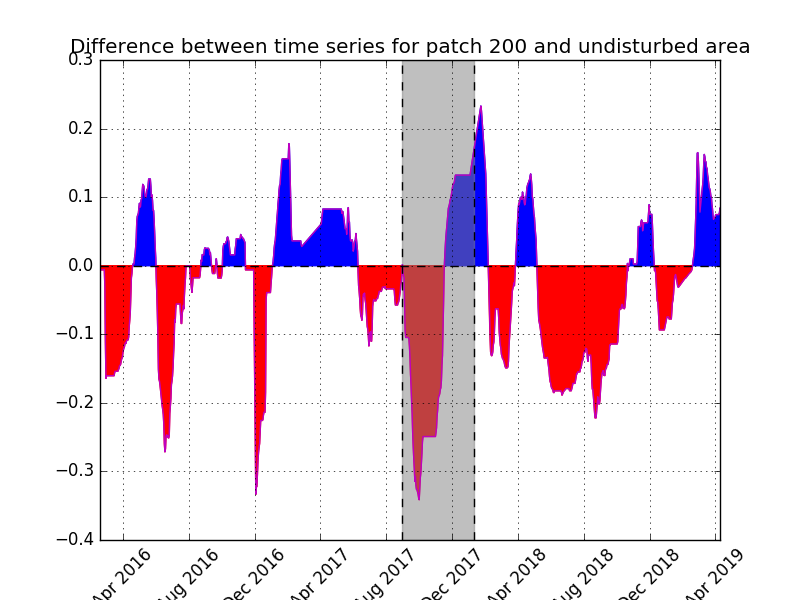 Difference between time series for patch 200 and undisturbed area
0.3
0.2
0.1
0.0
−0.1
−0.2
−0.3
−0.4
Apr 2016
Aug 2016
Dec 2016
Apr 2017
Aug 2017
Dec 2017
Apr 2018
Aug 2018
Dec 2018
Apr 2019